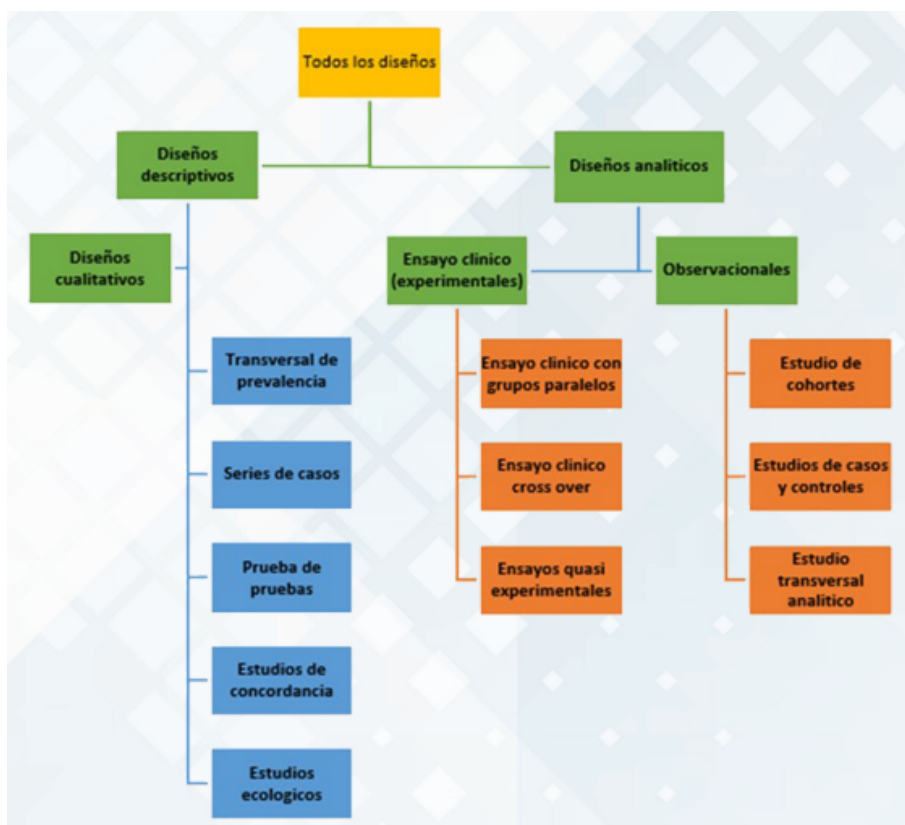 Todos los diseños
Diseños
descriptivos
Diseños analiticos
Diseños
cualitativos
Ensayo clinico
(experimentales)
Observacionales
Transversal de
prevalencia
Series de casos
Prueba de
pruebas
Estudios de
concordancia
Estudios
ecologicos
Ensayo clinico con
grupos paralelos
Ensayo clinico
cross over
Ensayos quasi
experimentales
Estudio de
cohortes
Estudios de casos
y controles
Estudio
transversal
analitico